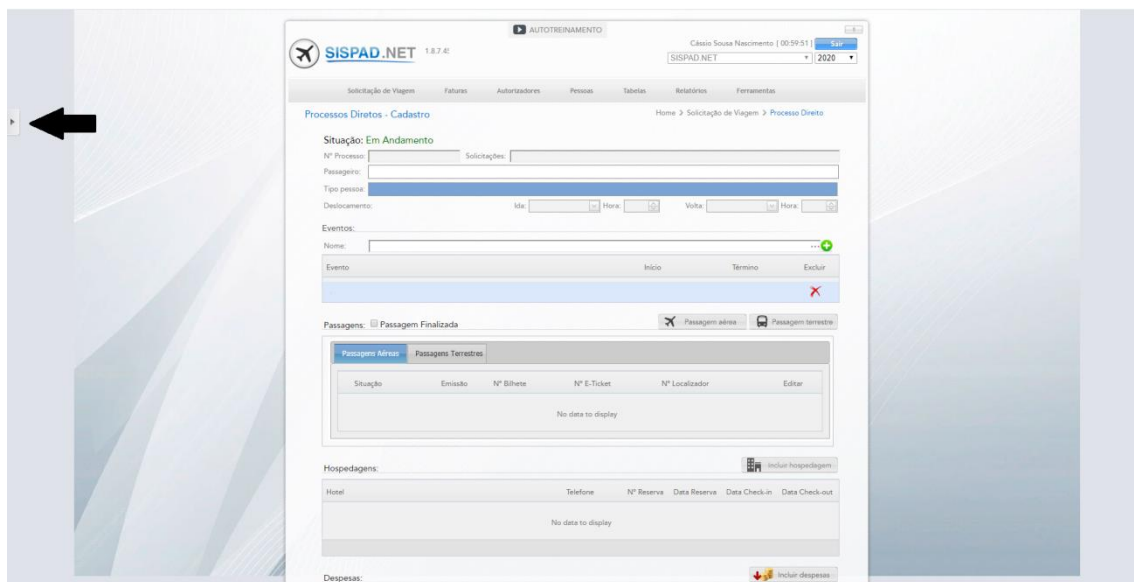 AUTOTREINAMENTO
SISPAD.NET
Cássio Sousa Nascimento | 00:59:51 | Sair
SISPAD.NET 2020
Solicitação de Viagem Faturas Autorizadores Pessoas Tabelas Relatórios Ferramentas
Processos Diretos - Cadastro Home > Solicitação de Viagem > Processo Direito
Situação: Em Andamento
Nº Processo: Solicitações:
Passageiro:
Tipo pessoa:
Deslocamento: Ida: Hora: Volta: Hora:
Eventos:
Nome:
Evento Início Término Excluir
Passagens: Passagem Finalizada Passagem aérea Passagem terrestre
Passagens Aéreas Passagens Terrestres
Situação Emissão Nº Bilhete Nº E-Ticket Nº Localizador Editar
No data to display
Hospedagens: Incluir hospedagem
Hotel Telefone Nº Reserva Data Reserva Data Check-in Data Check-out
No data to display
Despesas: Incluir despesas